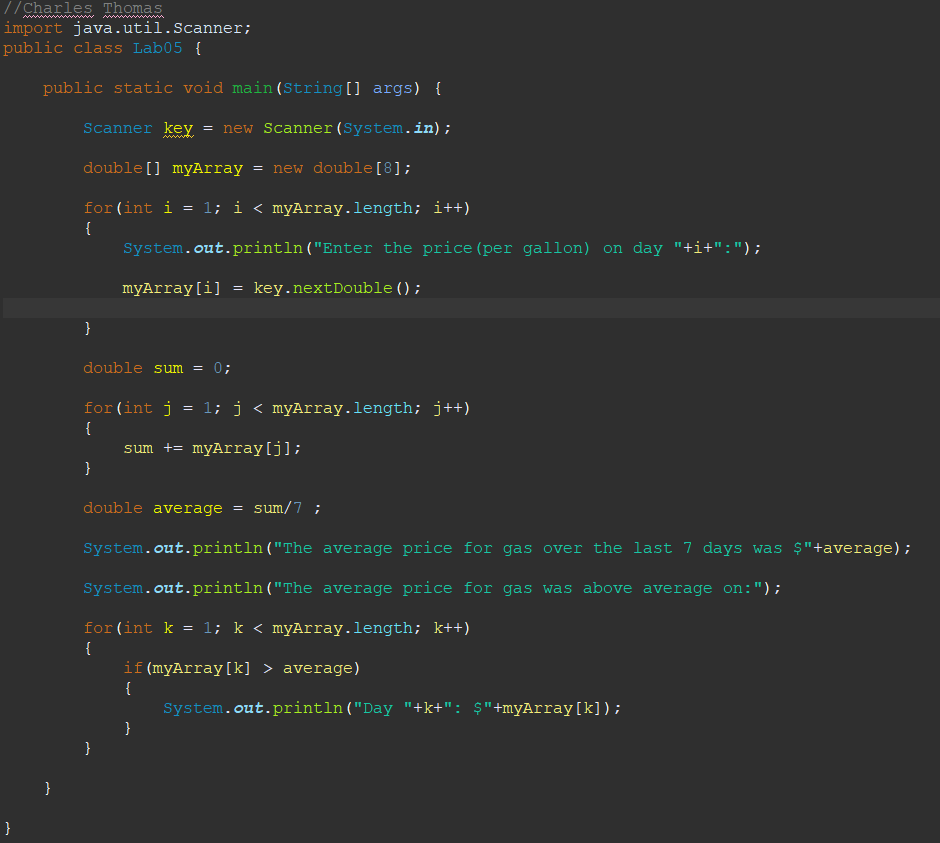 //Charles Thomas
import java.util.Scanner;
public class Lab05 {
public static void main(String[] args) {
Scanner key = new Scanner(System.in);
double[] myArray = new double[8];
for(int i = 1; i < myArray.length; i++)
{
System.out.println("Enter the price(per gallon) on day "+i+":");
myArray[i] = key.nextDouble();
}
double sum = 0;
for(int j = 1; j < myArray.length; j++)
{
sum += myArray[j];
}
double average = sum/7 ;
System.out.println("The average price for gas over the last 7 days was $"+average);
System.out.println("The average price for gas was above average on:");
for(int k = 1; k < myArray.length; k++)
{
if(myArray[k] > average)
{
System.out.println("Day "+k+": $"+myArray[k]);
}
}
}
}